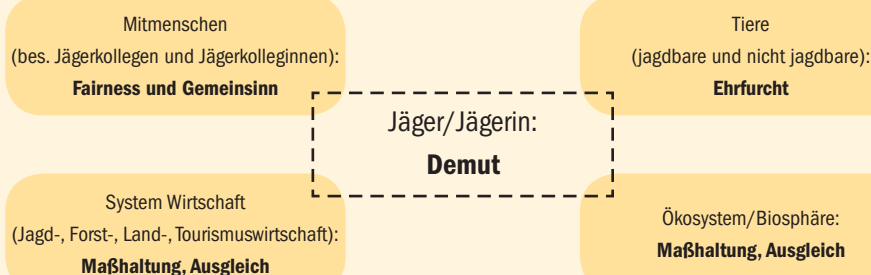 Mitmenschen
(bes. Jägerkollegen und Jägerkolleginnen):
Fairness und Gemeinsinn
Tiere
(jagdbare und nicht jagdbare):
Ehrfurcht
Jäger/Jägerin:
Demut
System Wirtschaft
(Jagd-, Forst-, Land-, Tourismuswirtschaft):
Maßhaltung, Ausgleich
Ökosystem/Biosphäre:
Maßhaltung, Ausgleich